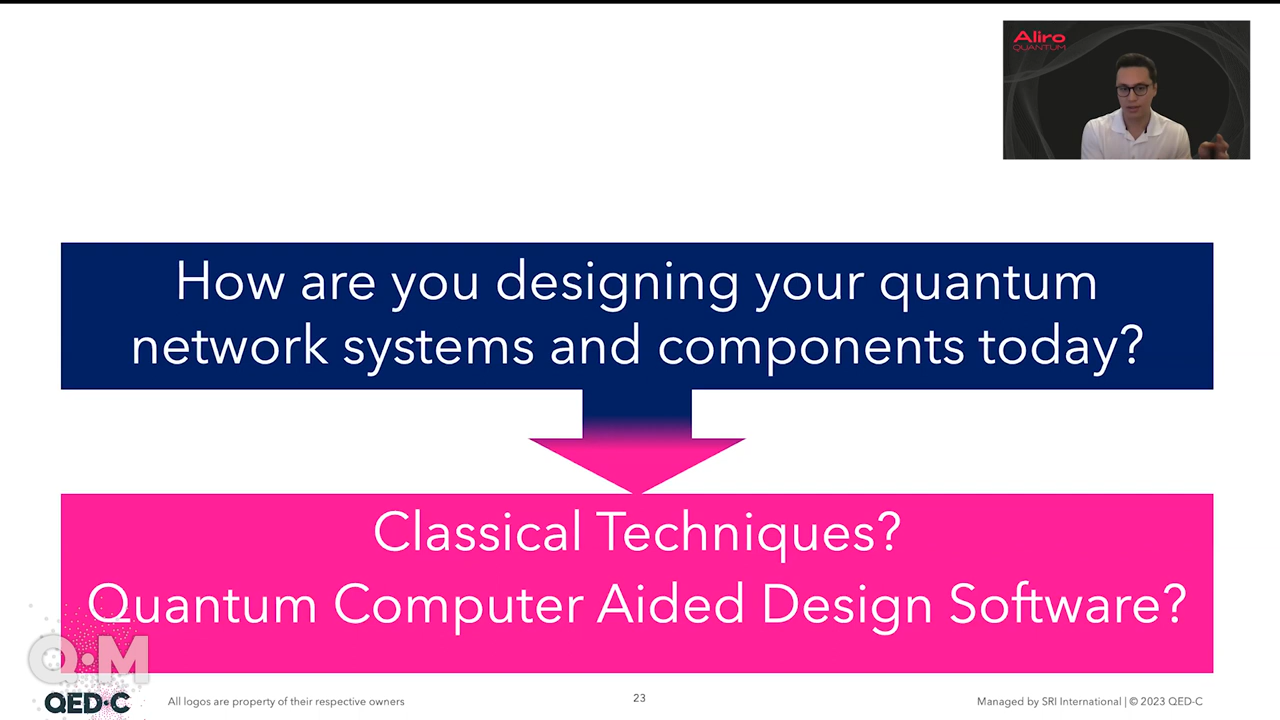 Aliro
QUANTUM
How are you designing your quantum
network systems and components today?
Classical Techniques?
Quantum Computer Aided Design Software?
Q·M
QED·C
All logos are property of their respective owners
23
Managed by SRI International | © 2023 QED-C